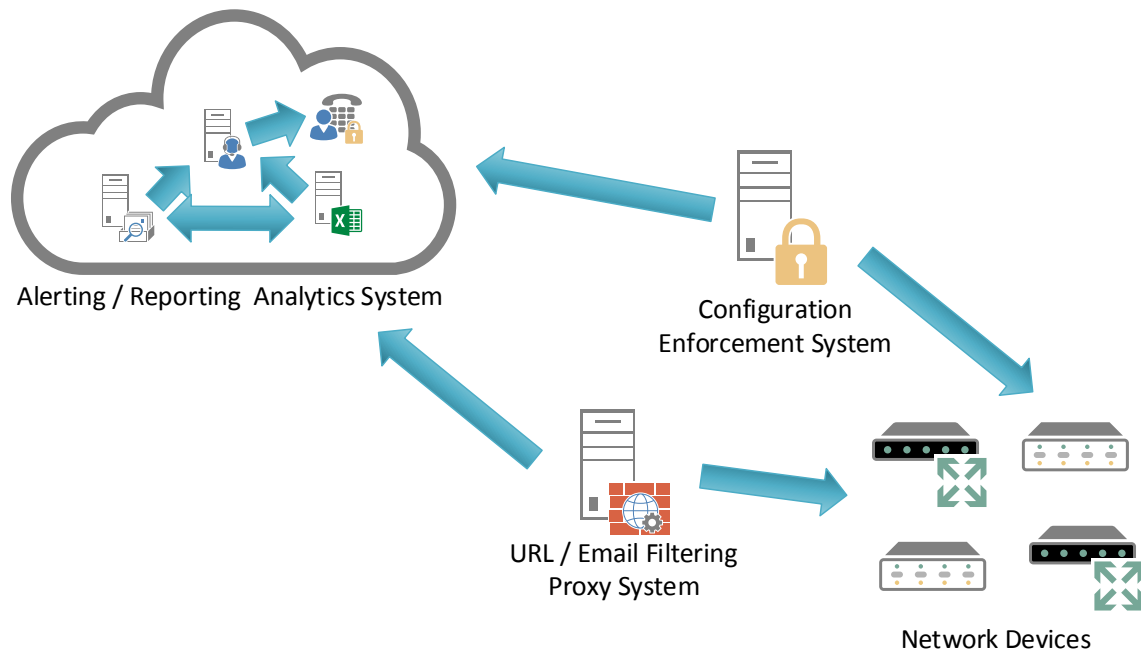 Alerting / Reporting  Analytics System
Configuration
Enforcement System
URL / Email Filtering
Proxy System
Network Devices